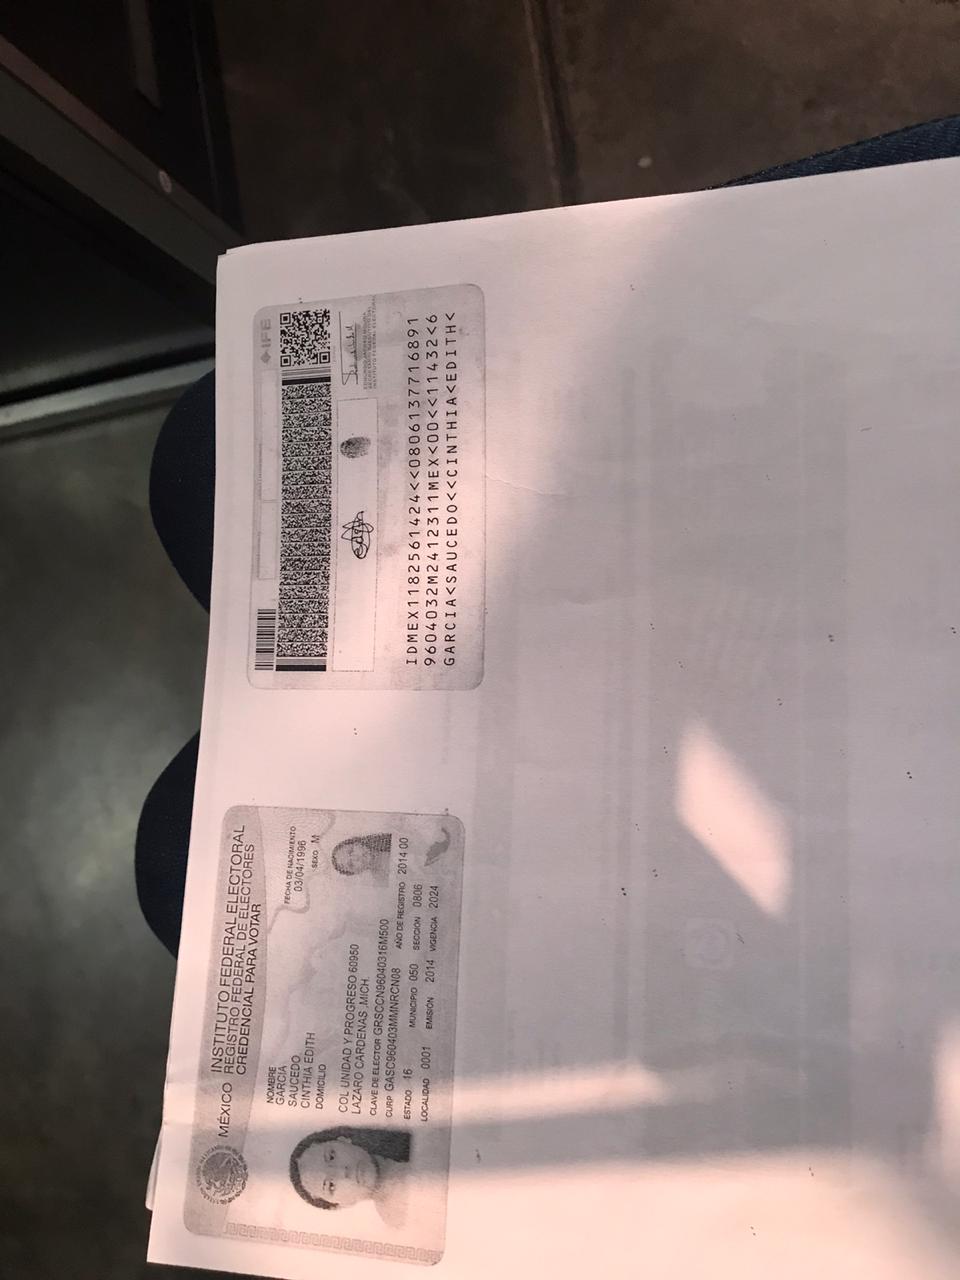 MÉXICO INSTITUTO FEDERAL ELECTORAL
REGISTRO FEDERAL DE ELECTORES
CREDENCIAL PARA VOTAR
NOMBRE
GARCIA
SAUCEDO
CINTHIA EDITH
DOMICILIO
COL UNIDAD Y PROGRESO 60950
LAZARO CARDENAS ,MICH.
FECHA DE NACIMIENTO
03/04/1996
SEXO M
CLAVE DE ELECTOR GRSCCN96040316M500
CURP GASC960403MMNRCN08 AÑO DE REGISTRO 2014 00
ESTADO 16 MUNICIPIO 050 SECCIÓN 0806
LOCALIDAD 0001 EMISIÓN 2014 VIGENCIA 2024
IFE
INSTITUTO FEDERAL ELECTORAL
IDMEX1182561424<<0806137716891
9604032M2412311MEX<00<<11432<6
GARCIA<SAUCEDO<<CINTHIA<EDITH<